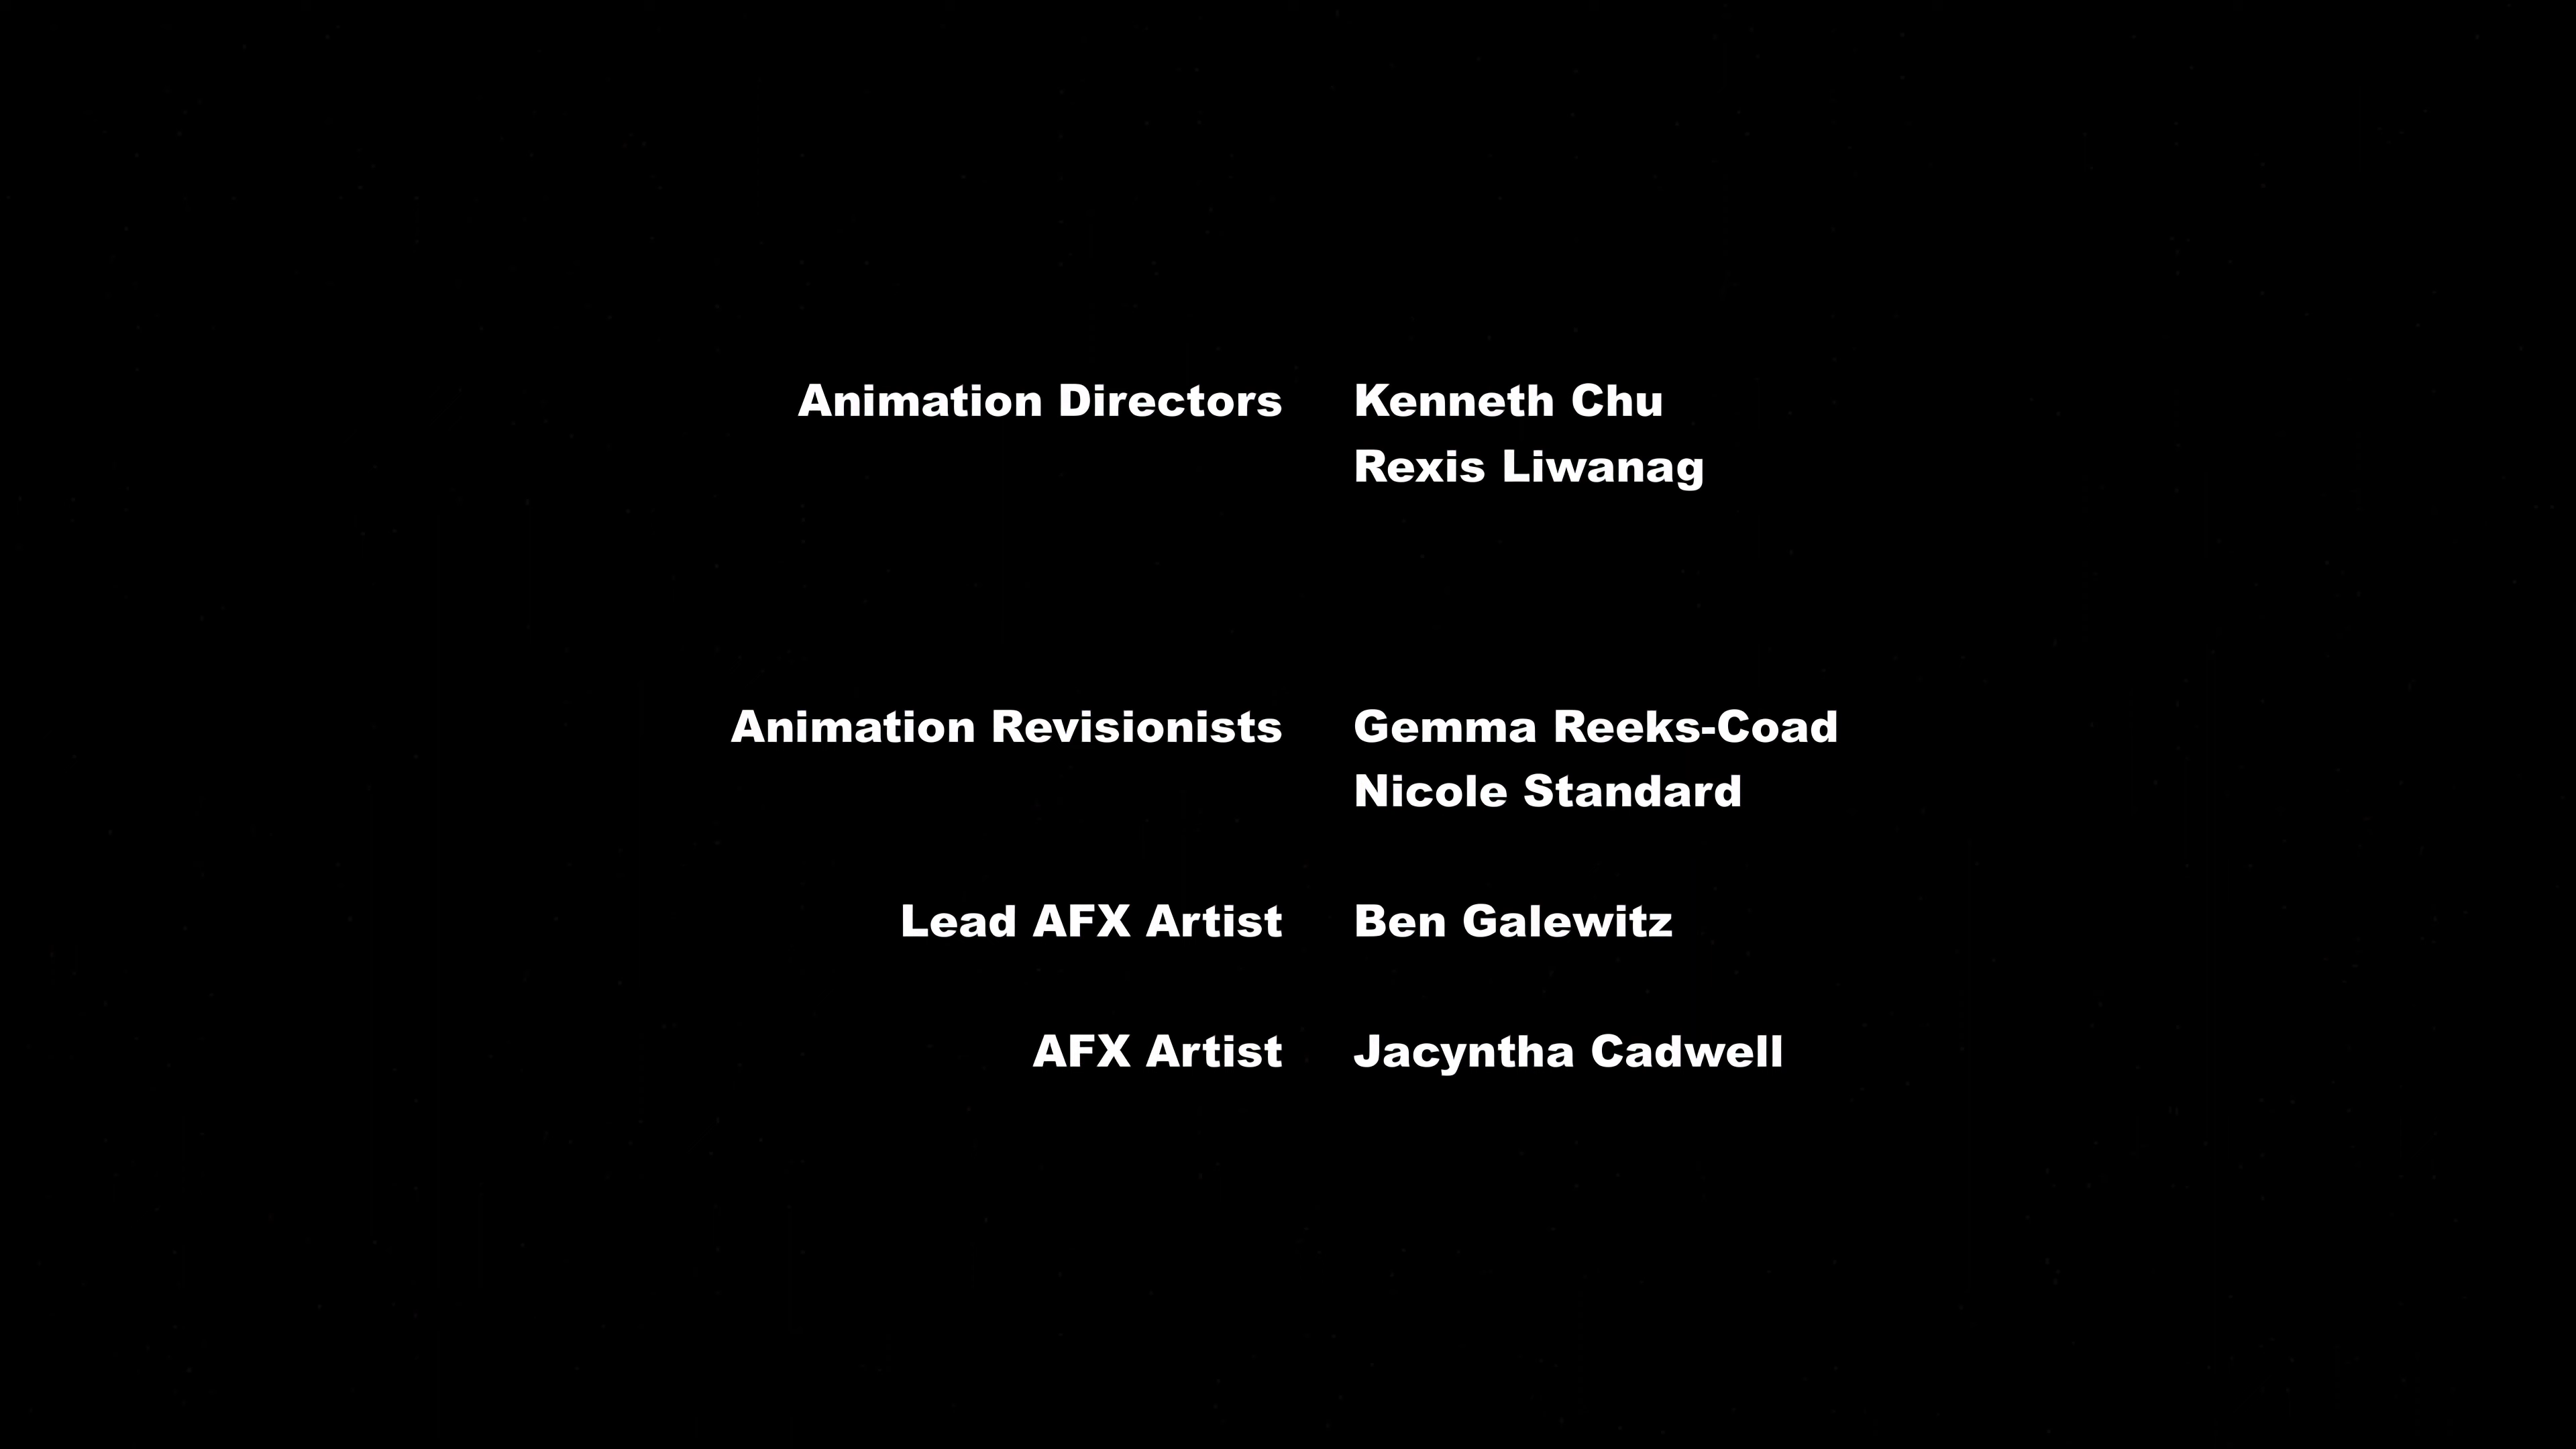 Animation Directors Kenneth Chu
Rexis Liwanag
Animation Revisionists Gemma Reeks-Coad
Nicole Standard
Lead AFX Artist Ben Galewitz
AFX Artist Jacyntha Cadwell